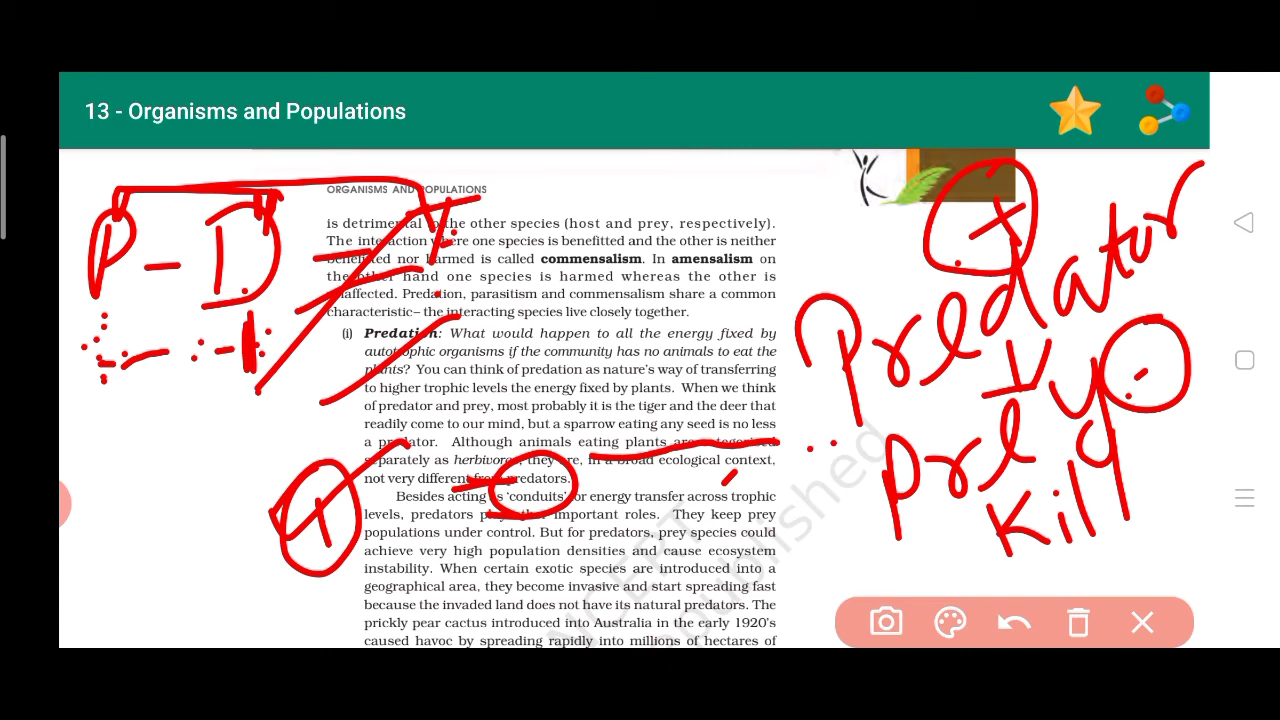 13 - Organisms and Populations
ORGANISMS AND POPULATIONS
is detrimental to the other species (host and prey, respectively).
The interaction where one species is benefitted and the other is neither
benefitted nor harmed is called commensalism. In amensalism on
the other hand one species is harmed whereas the other is
unaffected. Predation, parasitism and commensalism share a common
characteristic– the interacting species live closely together.
(i) Predation: What would happen to all the energy fixed by
autotrophic organisms if the community has no animals to eat the
plants? You can think of predation as nature's way of transferring
to higher trophic levels the energy fixed by plants. When we think
of predator and prey, most probably it is the tiger and the deer that
readily come to our mind, but a sparrow eating any seed is no less
a predator. Although animals eating plants are categorised
separately as herbivores, they are, in a broad ecological context,
not very different from predators.
Besides acting as 'conduits' for energy transfer across trophic
levels, predators play other important roles. They keep prey
populations under control. But for predators, prey species could
achieve very high population densities and cause ecosystem
instability. When certain exotic species are introduced into a
geographical area, they become invasive and start spreading fast
because the invaded land does not have its natural predators. The
prickly pear cactus introduced into Australia in the early 1920's
caused havoc by spreading rapidly into millions of hectares of
P - D
+
+
Predator
prey -
Kill
NCERT
republished